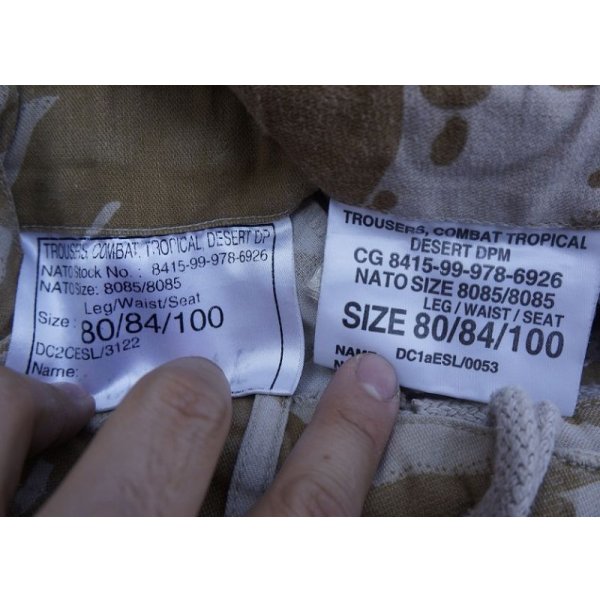 TROUSERS, COMBAT, TROPICAL, DESERT DP
NATO Stock No. : 8415-99-978-6926
NATO Size: 8085/8085
Leg/Waist/Seat
Size: 80/84/100
DC2CESL/3122
Name:
TROUSERS, COMBAT TROPICAL
DESERT DPM
CG 8415-99-978-6926
NATO SIZE 8085/8085
LEG / WAIST / SEAT
SIZE 80/84/100
DC1aESL/0053